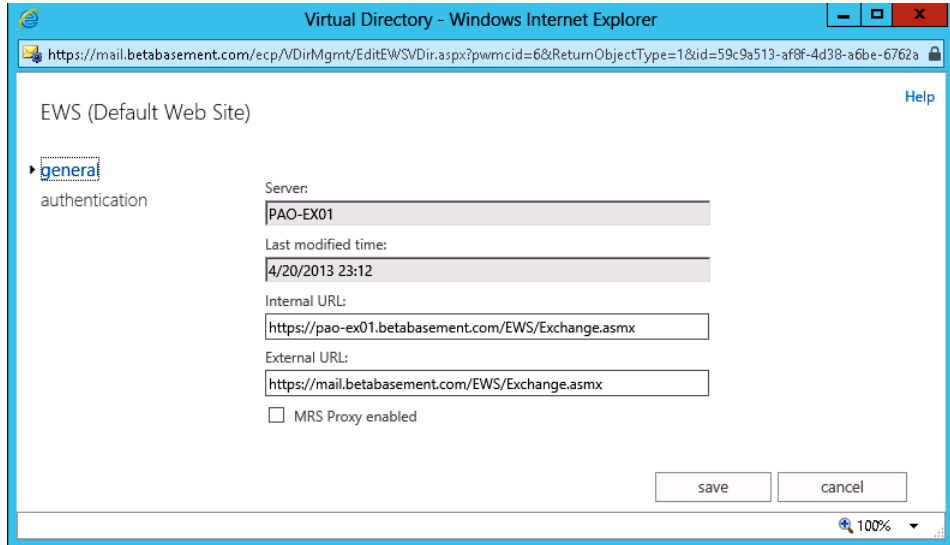 Virtual Directory - Windows Internet Explorer
https://mail.betabasement.com/ecp/VDirMgmt/EditEWSVDir.aspx?pwmcid=6&ReturnObjectType=1&id=59c9a513-af8f-4d38-a6be-6762a
Help
EWS (Default Web Site)
general
authentication
Server:
PAO-EX01
Last modified time:
4/20/2013 23:12
Internal URL:
https://pao-ex01.betabasement.com/EWS/Exchange.asmx
External URL:
https://mail.betabasement.com/EWS/Exchange.asmx
MRS Proxy enabled
save cancel
100%